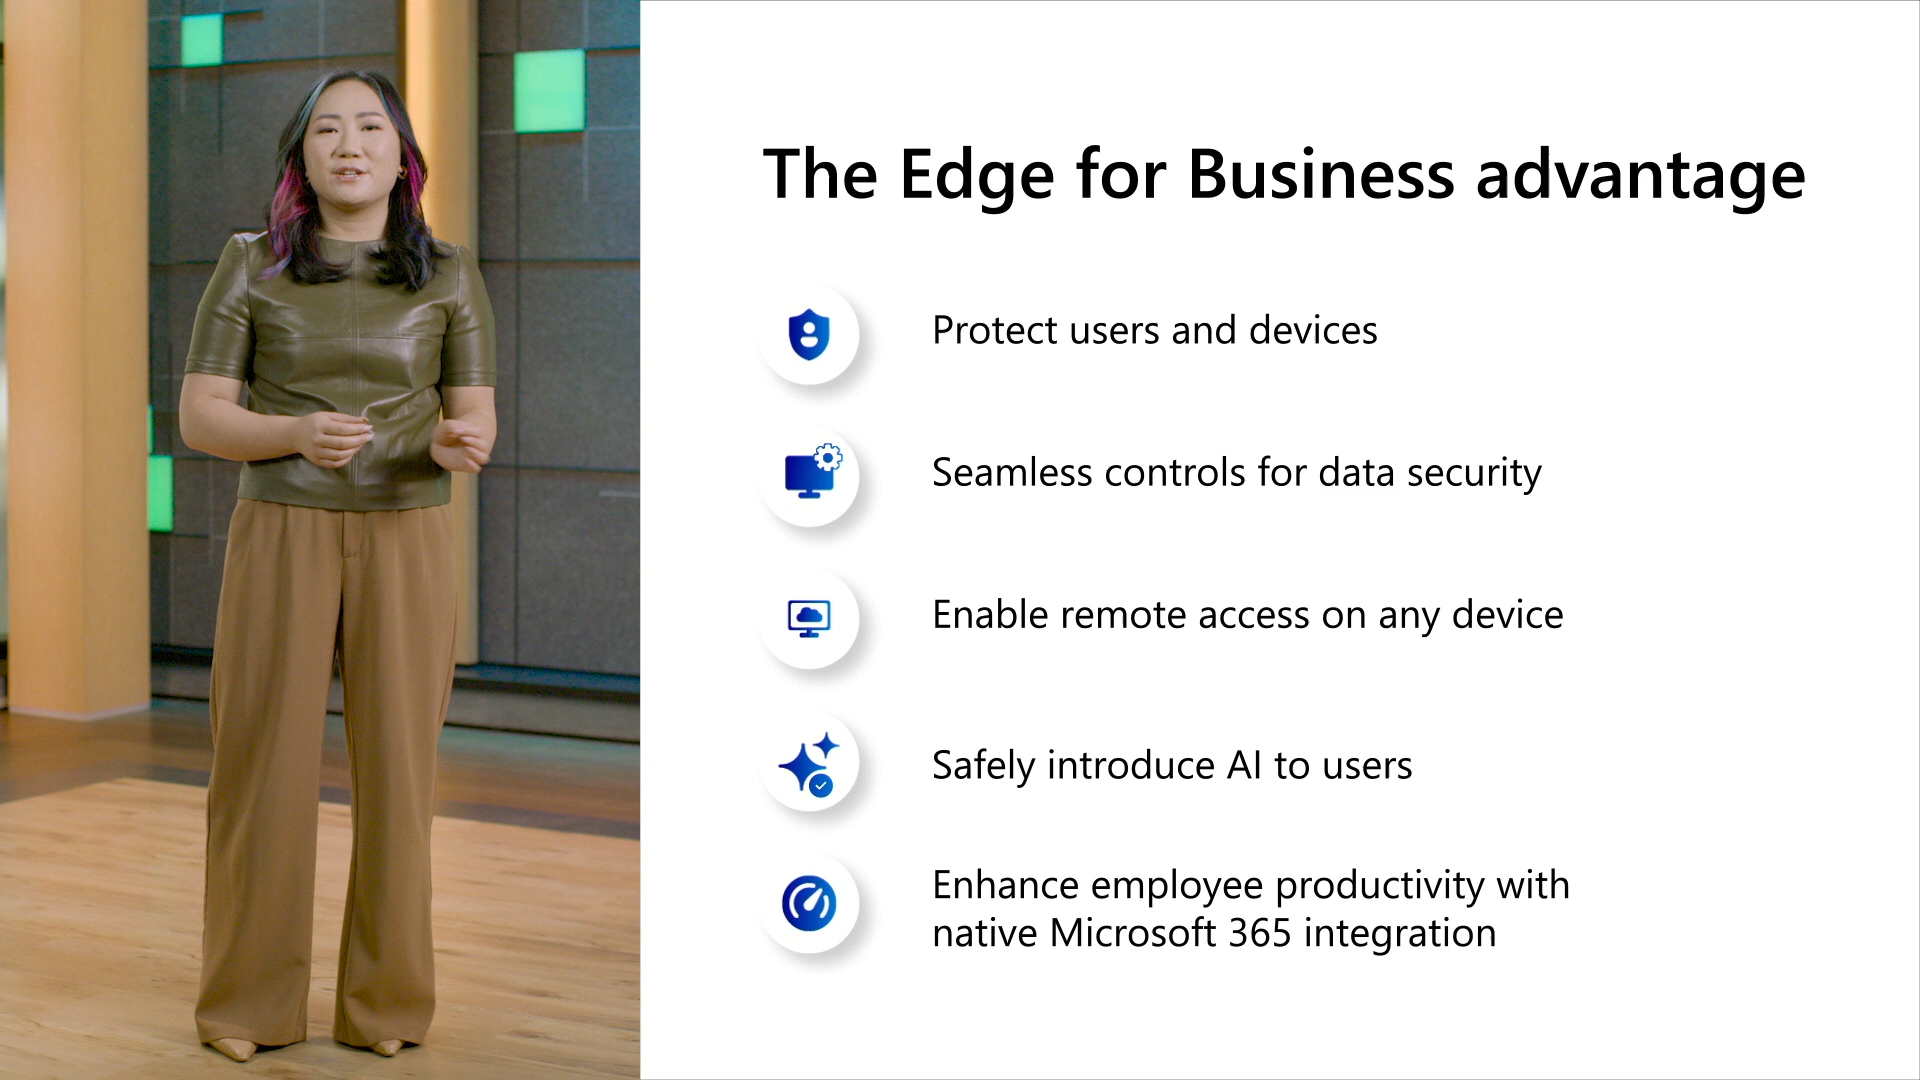 The Edge for Business advantage
Protect users and devices
Seamless controls for data security
Enable remote access on any device
Safely introduce AI to users
Enhance employee productivity with
native Microsoft 365 integration